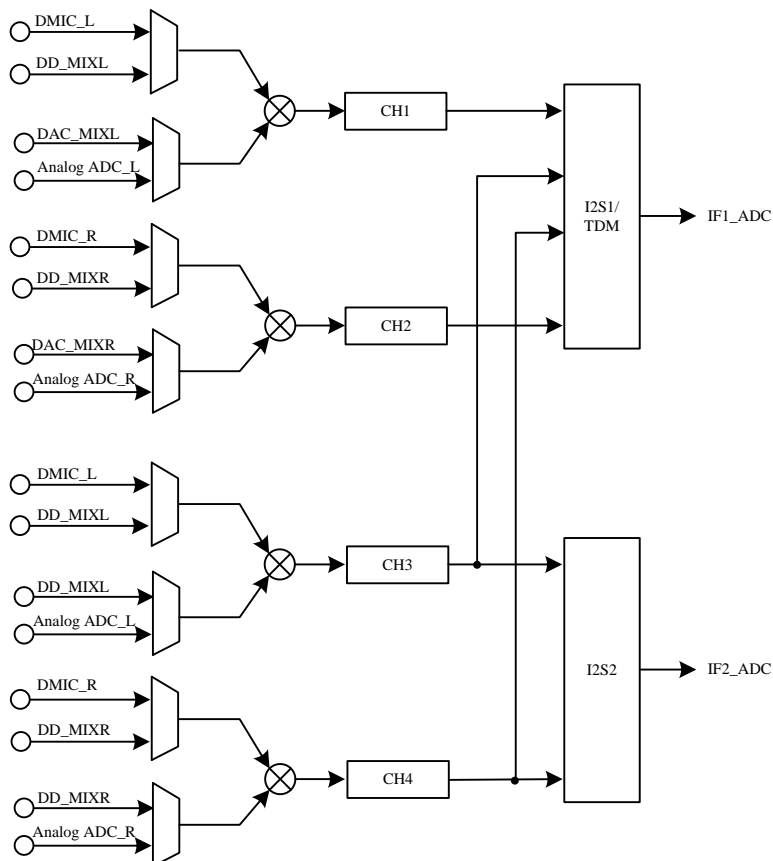 DMIC_L
DD_MIXL
DAC_MIXL
Analog ADC_L
CH1
DMIC_R
DD_MIXR
DAC_MIXR
Analog ADC_R
CH2
I2S1/
TDM
IF1_ADC
DMIC_L
DD_MIXL
DD_MIXL
Analog ADC_L
CH3
DMIC_R
DD_MIXR
DD_MIXR
Analog ADC_R
CH4
I2S2
IF2_ADC